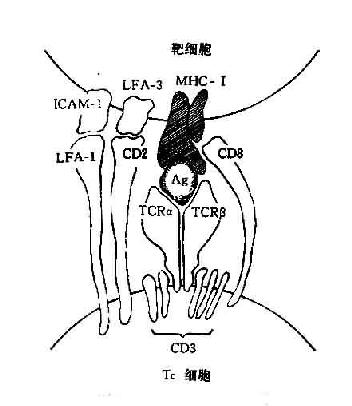 靶细胞
LFA-3 MHC-I
ICAM-1
LFA-1 CD2 CD8
Ag
TCRα TCRβ
CD3
Tc 细胞